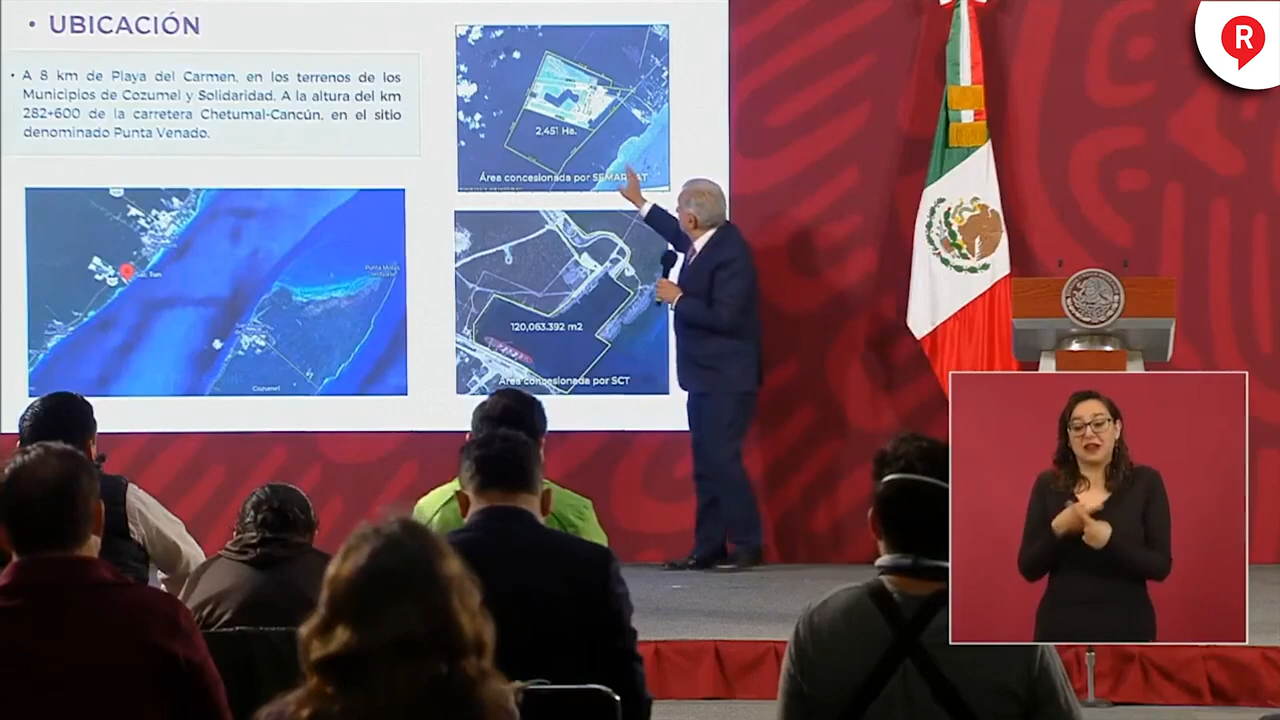 • UBICACIÓN
• A 8 km de Playa del Carmen, en los terrenos de los
Municipios de Cozumel y Solidaridad. A la altura del km
282+600 de la carretera Chetumal-Cancún, en el sitio
denominado Punta Venado.
2,451 Ha.
Área concesionada por SEMARNAT
Cozumel
120,063.392 m2
Área concesionada por SCT
R